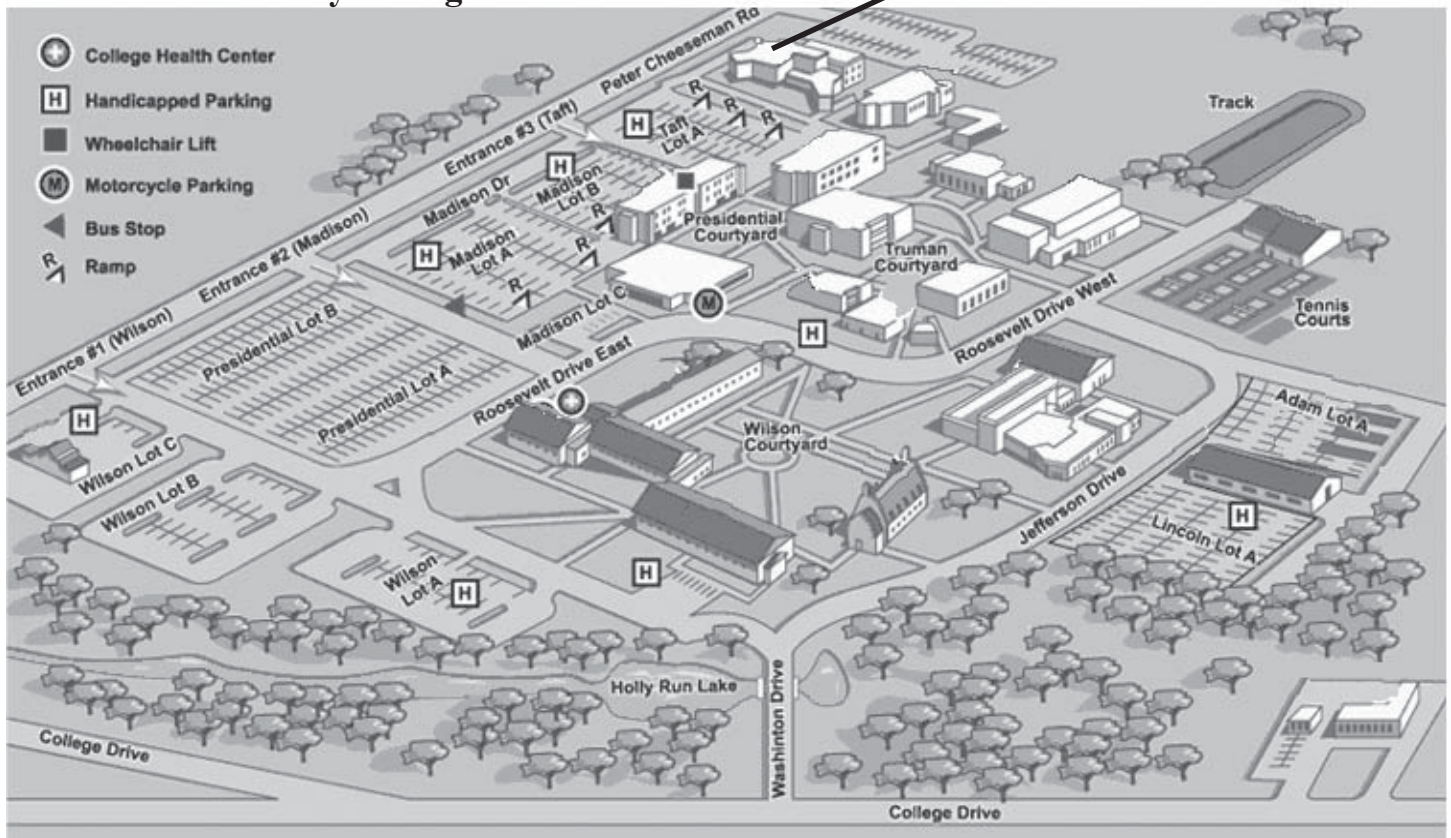 College Health Center
H
Handicapped Parking
Wheelchair Lift
M
Motorcycle Parking
Bus Stop
R
Ramp
Peter Cheeseman Rd
Entrance #3 (Taft)
Entrance #2 (Madison)
Entrance #1 (Wilson)
R
R
R
H
Taft
Lot A
Track
H
Madison
Lot B
Madison Dr
R
R
R
H
Madison
Lot A
Presidential
Courtyard
Truman
Courtyard
Madison Lot C
M
H
Roosevelt Drive West
Tennis
Courts
Presidential Lot B
Presidential Lot A
Roosevelt Drive East
Wilson
Courtyard
Adam Lot A
H
Wilson Lot C
Wilson Lot B
Jefferson Drive
H
Lincoln Lot A
Wilson
Lot A
H
H
Holly Run Lake
Washinton Drive
College Drive
College Drive